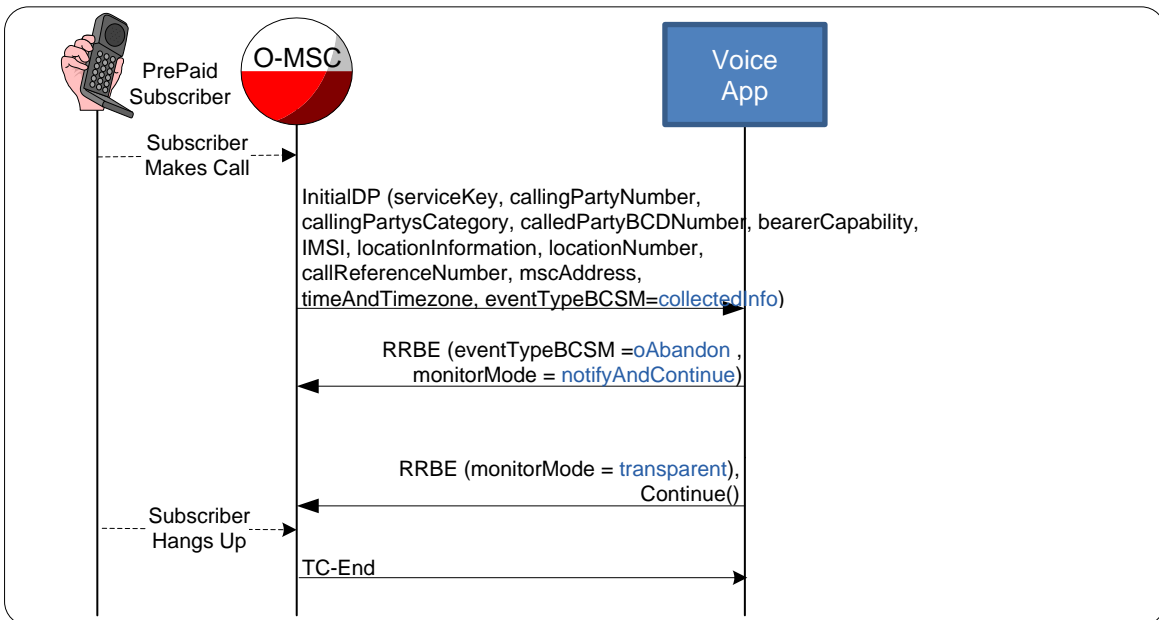 PrePaid
Subscriber
O-MSC
Voice
App
Subscriber
Makes Call
InitialDP (serviceKey, callingPartyNumber,
callingPartysCategory, calledPartyBCDNumber, bearerCapability,
IMSI, locationInformation, locationNumber,
callReferenceNumber, mscAddress,
timeAndTimezone, eventTypeBCSM=collectedInfo)
RRBE (eventTypeBCSM =oAbandon ,
monitorMode = notifyAndContinue)
RRBE (monitorMode = transparent),
Continue()
Subscriber
Hangs Up
TC-End